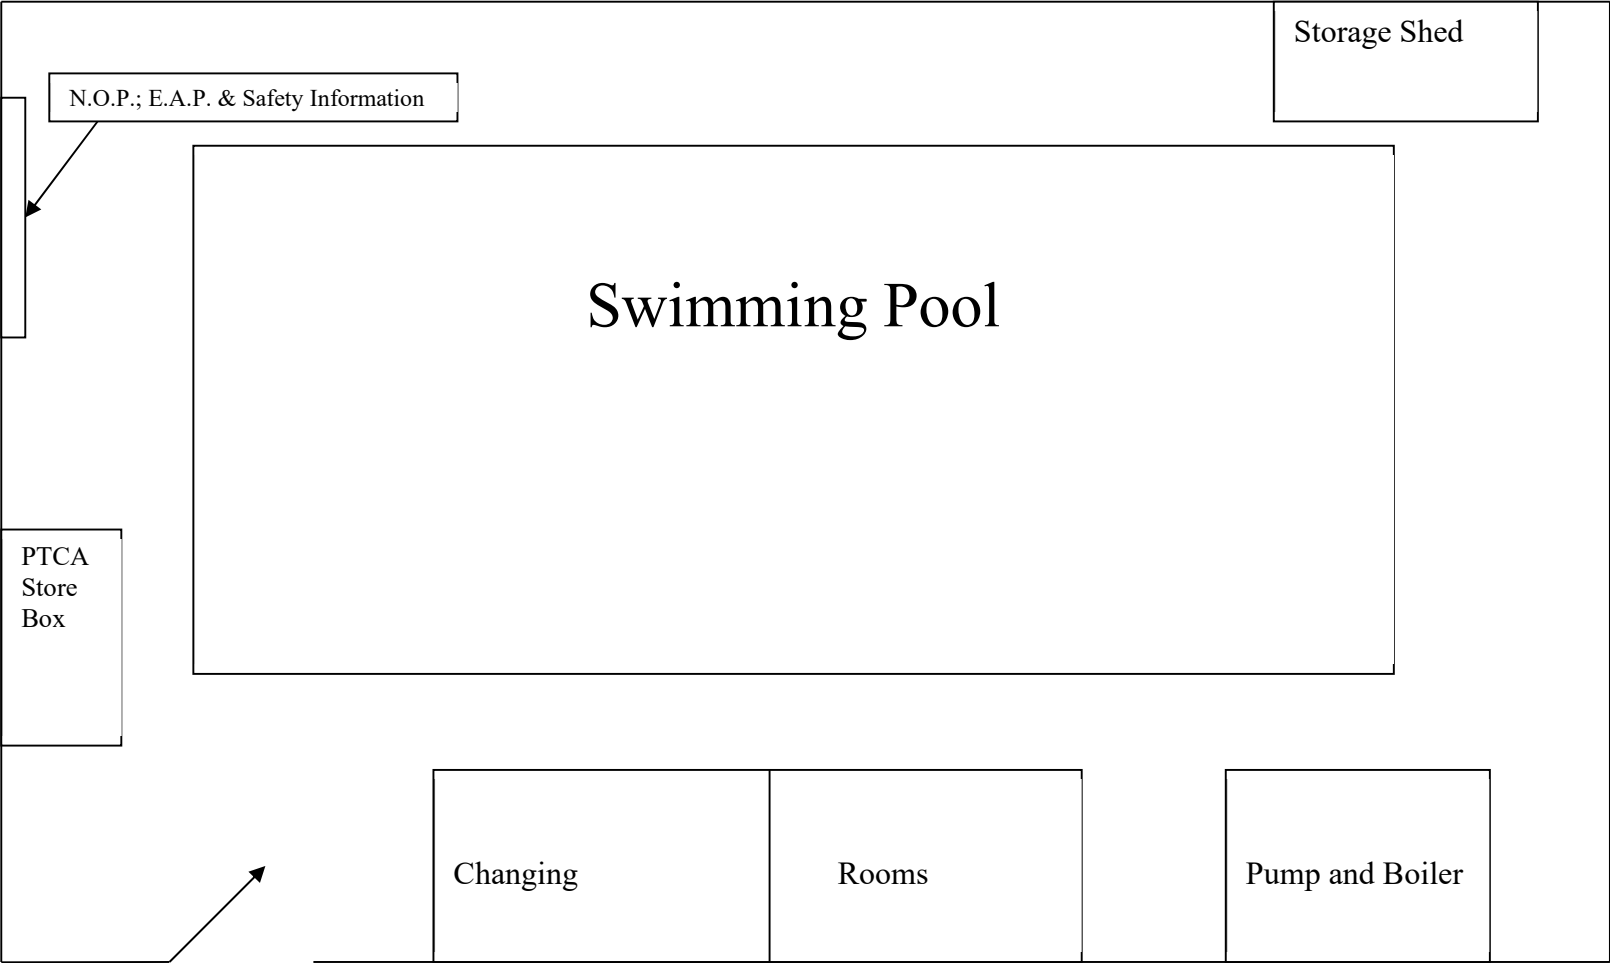 Storage Shed
N.O.P.; E.A.P. & Safety Information
Swimming Pool
PTCA
Store
Box
Changing
Rooms
Pump and Boiler